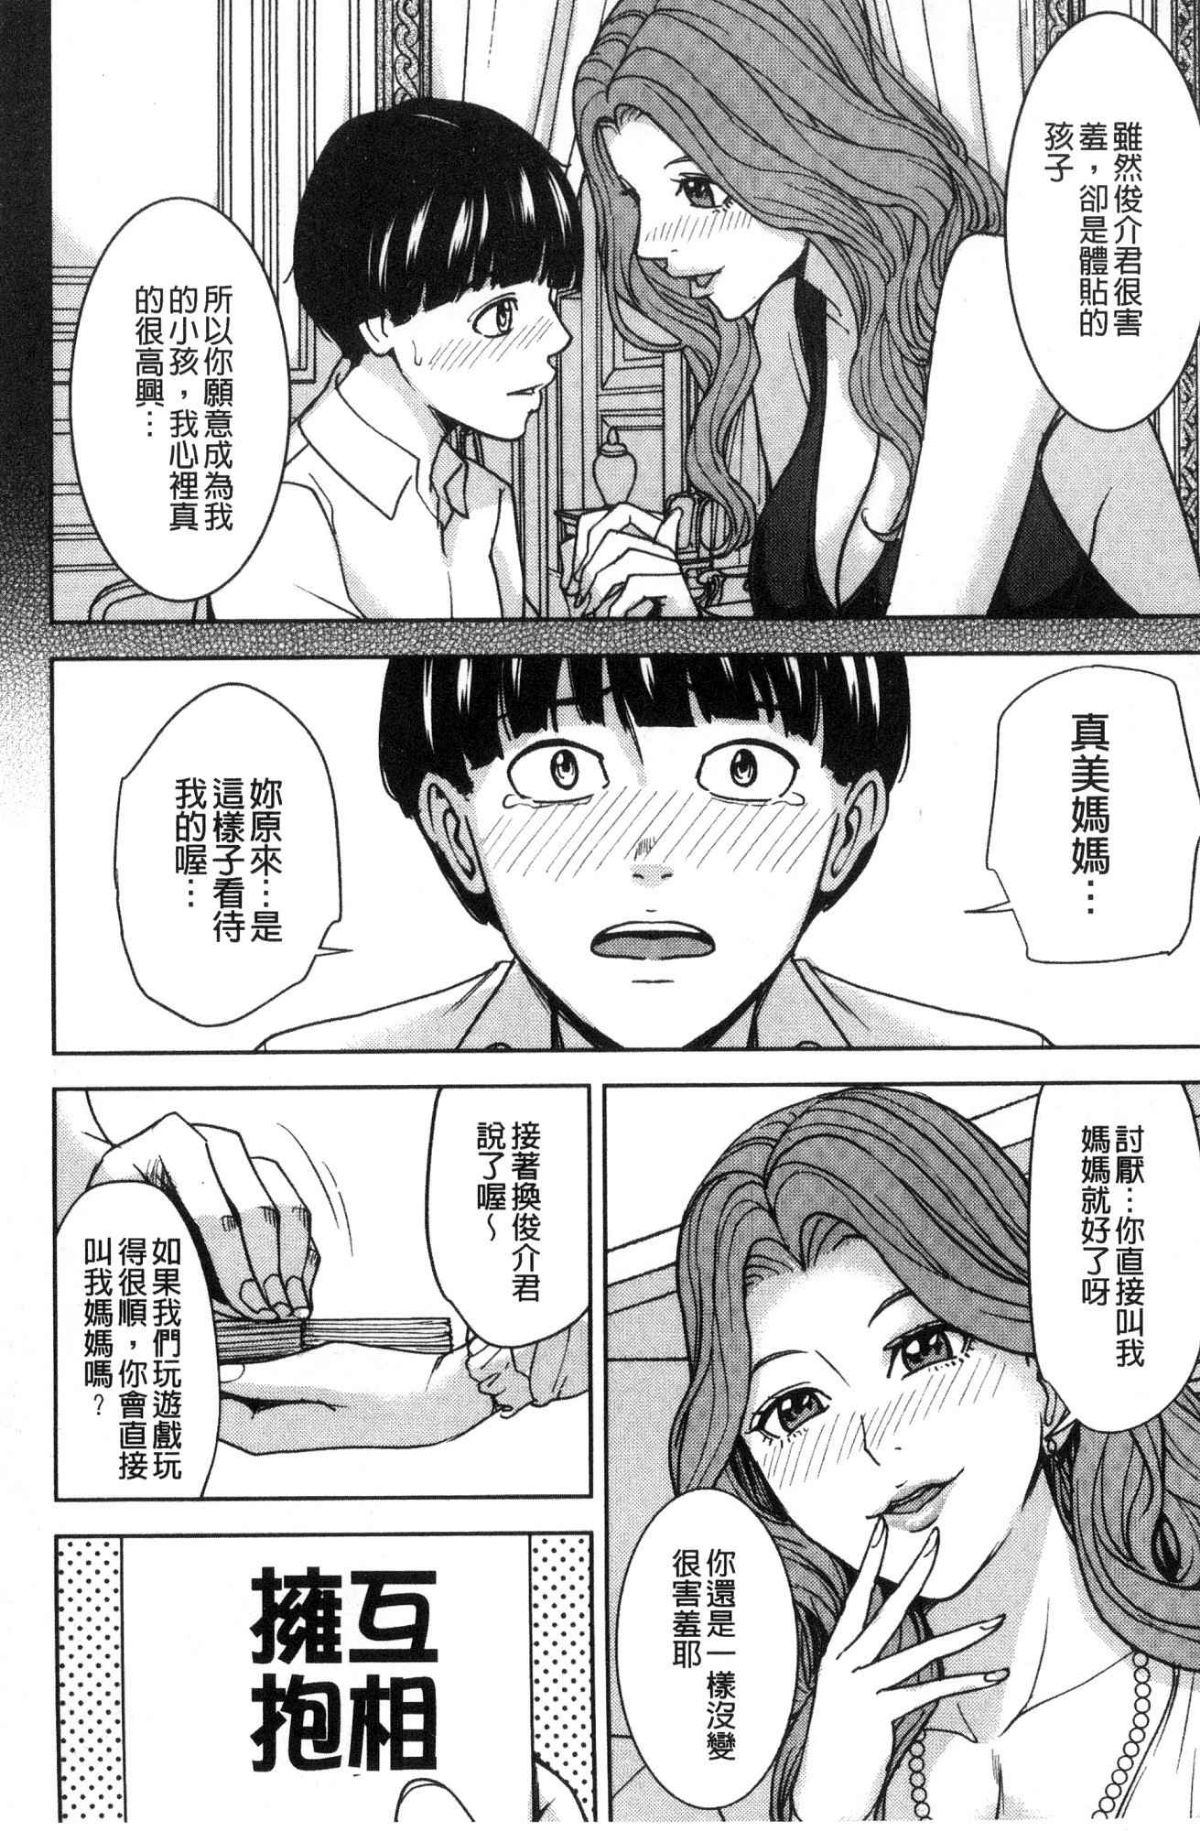 雖然俊介君很害
羞，卻是體貼的
孩子
所以你願意成為我
的小孩，我心裡真
的很高興…
真美媽媽…
妳原來…是
這樣子看待
我的喔…
討厭…你直接叫我
媽媽就好了呀
你還是一樣沒變
很害羞耶
接著換俊介君
說了喔～
如果我們玩遊戲玩
得很順，你會直接
叫我媽媽嗎？
互相
擁抱